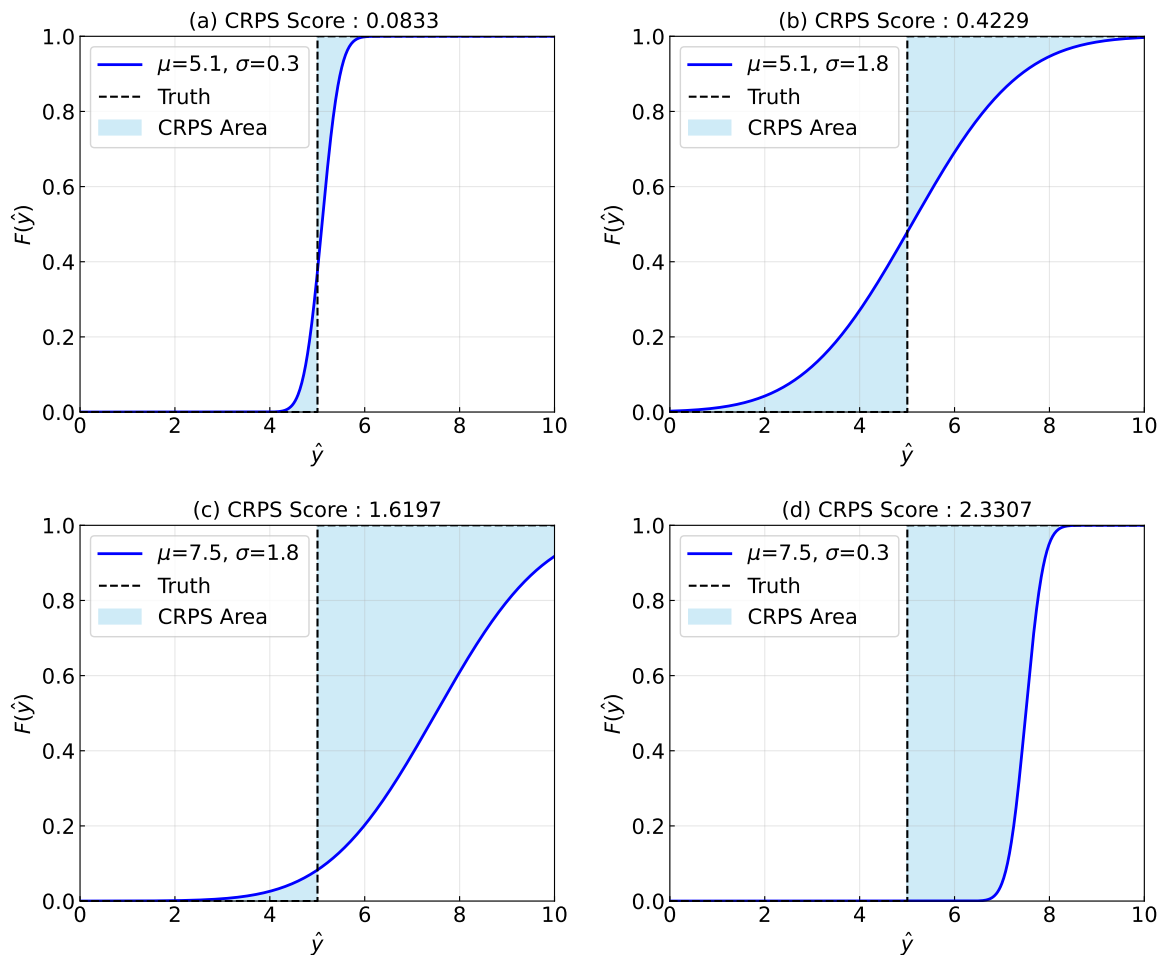 (a) CRPS Score : 0.0833
1.0
0.8
0.6
0.4
0.2
0.0
F(ŷ)
μ=5.1, σ=0.3
Truth
CRPS Area
0 2 4 6 8 10
ŷ
(b) CRPS Score : 0.4229
1.0
0.8
0.6
0.4
0.2
0.0
F(ŷ)
μ=5.1, σ=1.8
Truth
CRPS Area
0 2 4 6 8 10
ŷ
(c) CRPS Score : 1.6197
1.0
0.8
0.6
0.4
0.2
0.0
F(ŷ)
μ=7.5, σ=1.8
Truth
CRPS Area
0 2 4 6 8 10
ŷ
(d) CRPS Score : 2.3307
1.0
0.8
0.6
0.4
0.2
0.0
F(ŷ)
μ=7.5, σ=0.3
Truth
CRPS Area
0 2 4 6 8 10
ŷ